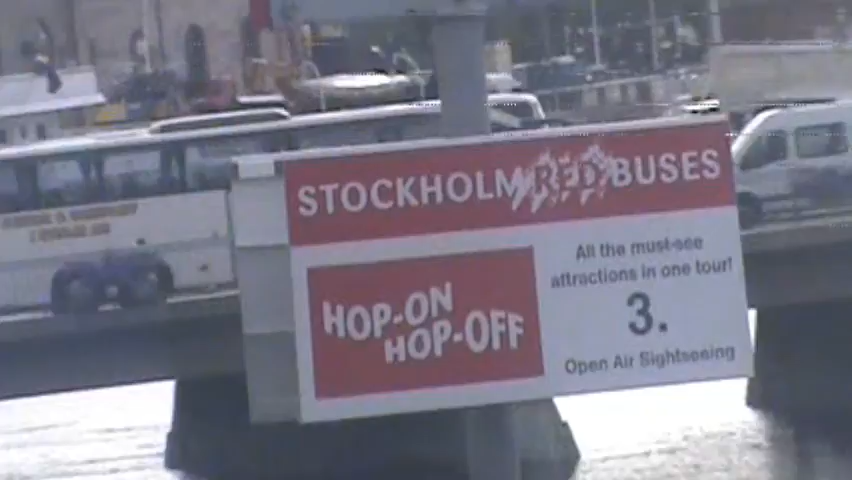 STOCKHOLM RED BUSES
HOP-ON
HOP-OFF
All the must-see
attractions in one tour!
3.
Open Air Sightseeing